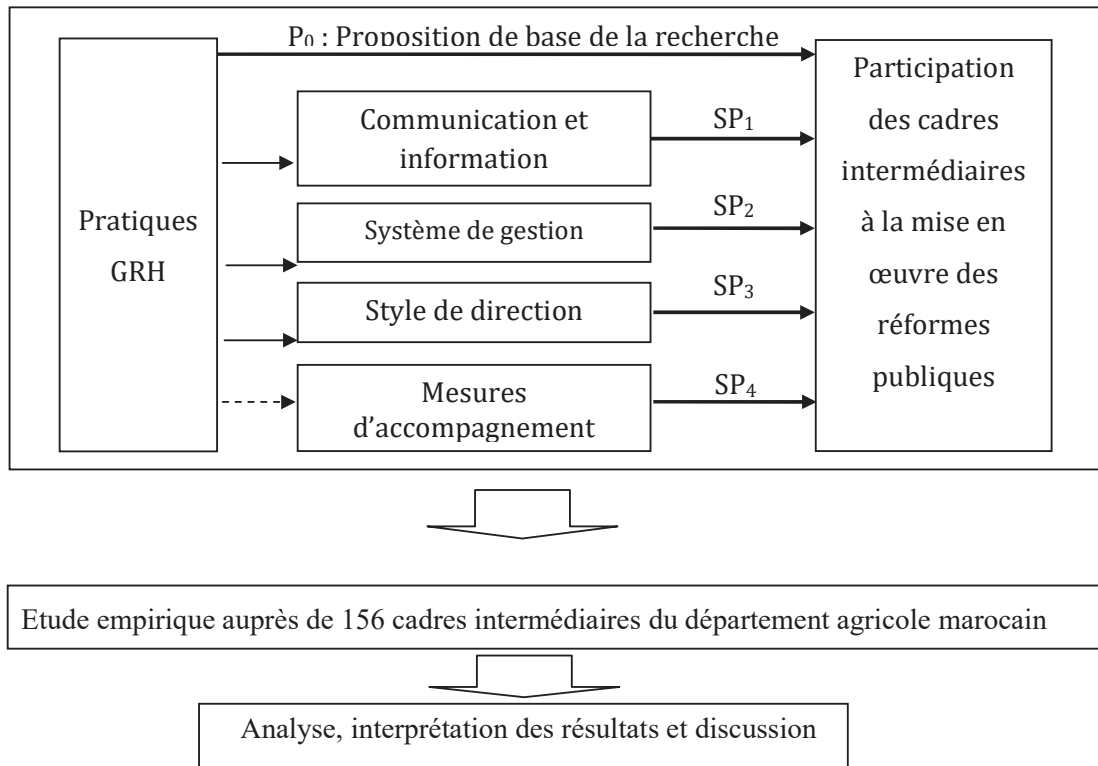 P₀ : Proposition de base de la recherche
Pratiques
GRH
Communication et
information
SP₁
Système de gestion
SP₂
Style de direction
SP₃
Mesures
d'accompagnement
SP₄
Participation
des cadres
intermédiaires
à la mise en
œuvre des
réformes
publiques
Etude empirique auprès de 156 cadres intermédiaires du département agricole marocain
Analyse, interprétation des résultats et discussion